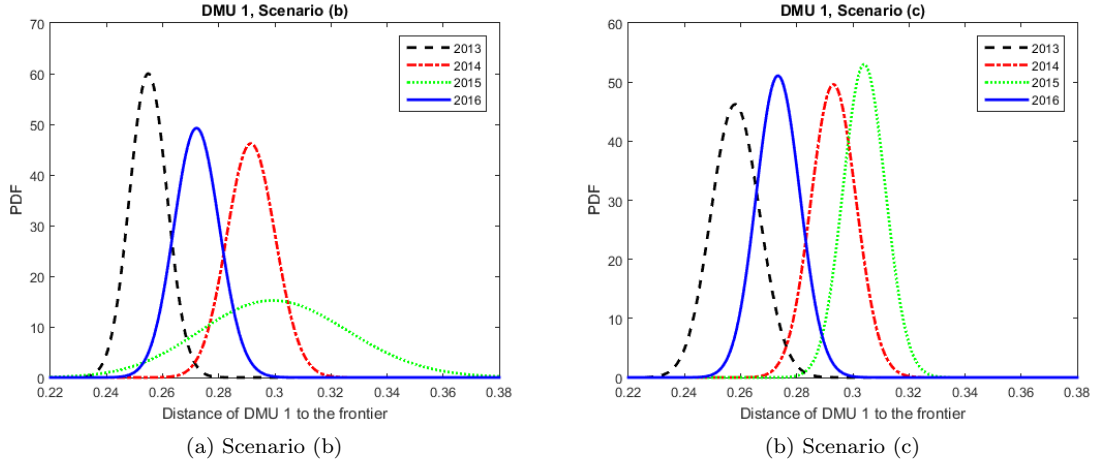 DMU 1, Scenario (b)
70
60
50
40
30
20
10
0
PDF
2013
2014
2015
2016
0.22 0.24 0.26 0.28 0.3 0.32 0.34 0.36 0.38
Distance of DMU 1 to the frontier
(a) Scenario (b)
DMU 1, Scenario (c)
60
50
40
30
20
10
0
PDF
2013
2014
2015
2016
0.22 0.24 0.26 0.28 0.3 0.32 0.34 0.36 0.38
Distance of DMU 1 to the frontier
(b) Scenario (c)